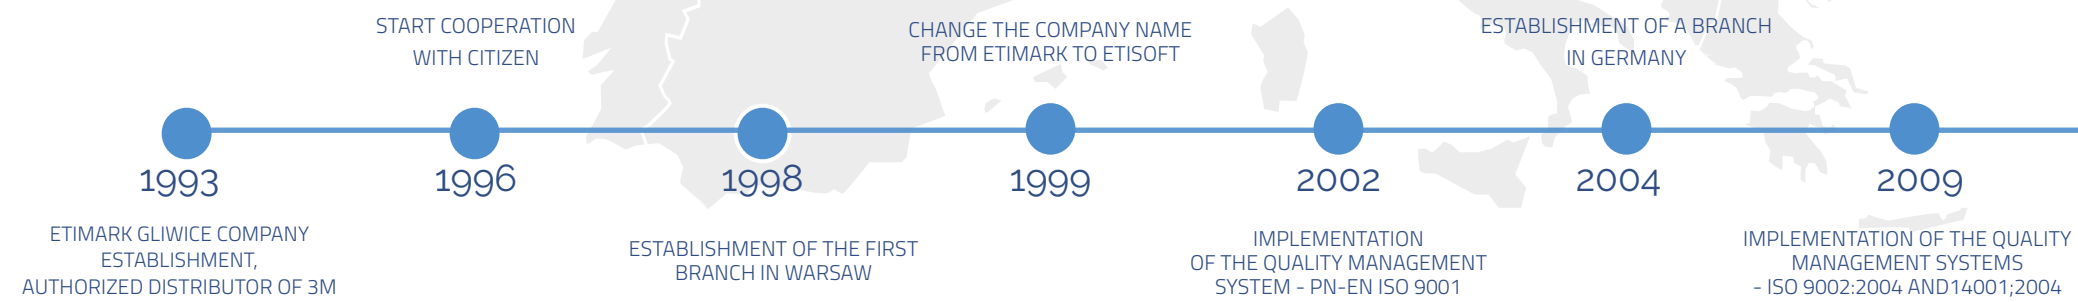 START COOPERATION
WITH CITIZEN
CHANGE THE COMPANY NAME
FROM ETIMARK TO ETISOFT
ESTABLISHMENT OF A BRANCH
IN GERMANY
1993
1996
1998
1999
2002
2004
2009
ETIMARK GLIWICE COMPANY
ESTABLISHMENT,
AUTHORIZED DISTRIBUTOR OF 3M
ESTABLISHMENT OF THE FIRST
BRANCH IN WARSAW
IMPLEMENTATION
OF THE QUALITY MANAGEMENT
SYSTEM - PN-EN ISO 9001
IMPLEMENTATION OF THE QUALITY
MANAGEMENT SYSTEMS
- ISO 9002:2004 AND14001;2004